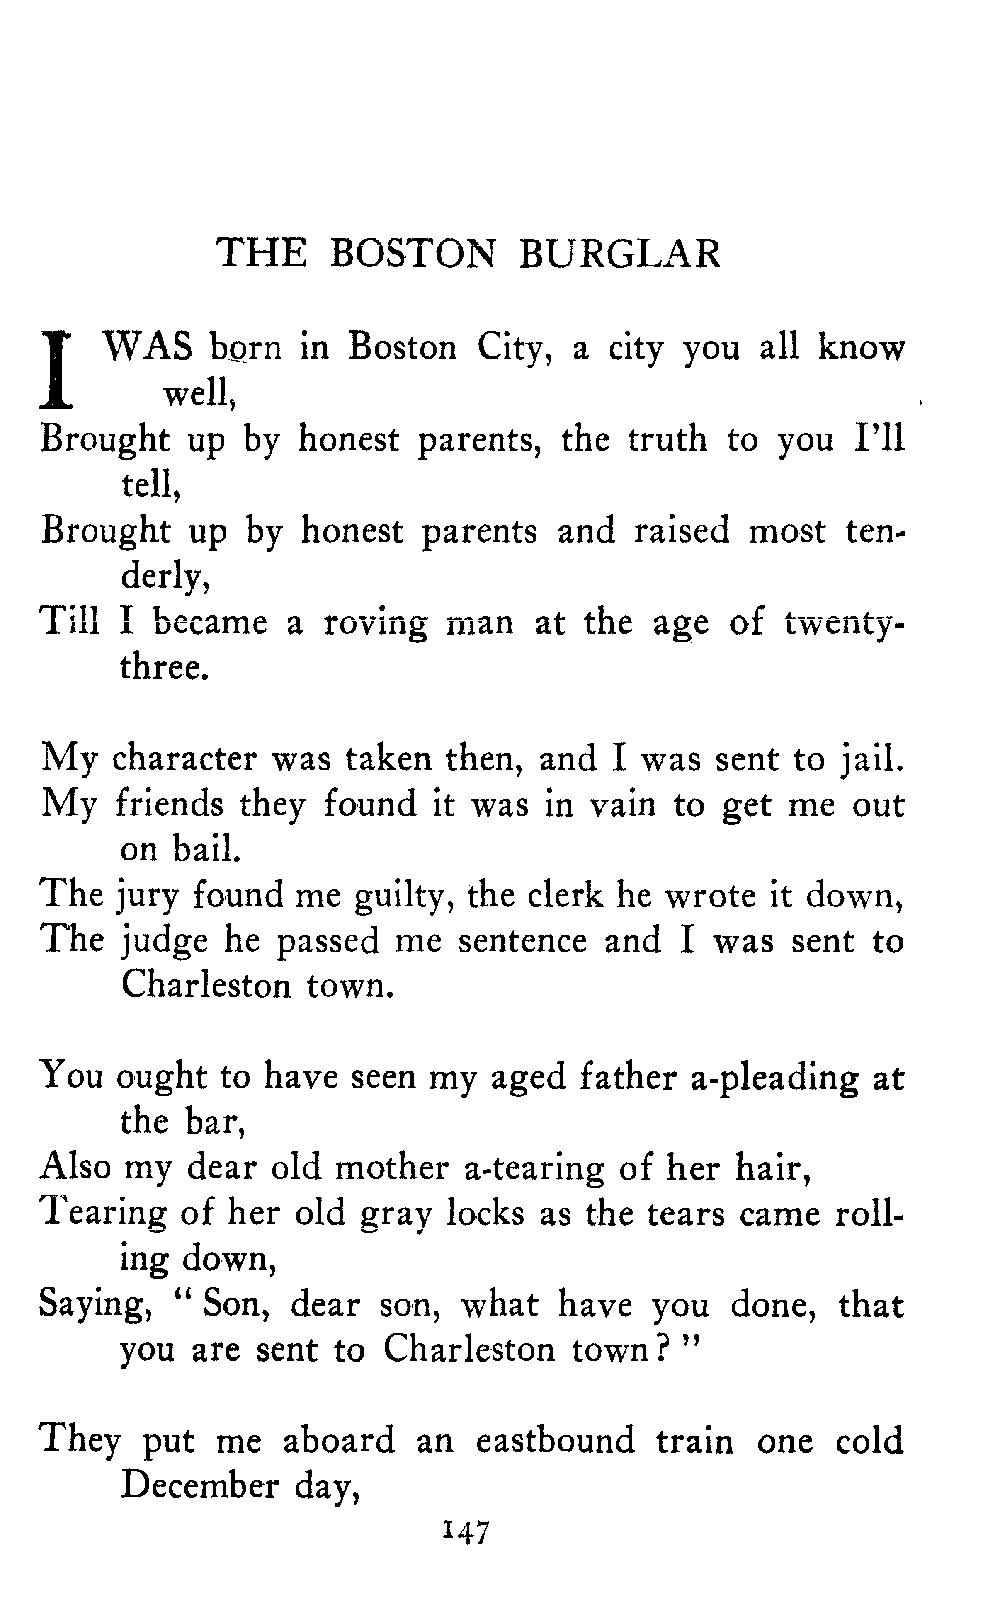 THE BOSTON BURGLAR
I WAS born in Boston City, a city you all know
well,
Brought up by honest parents, the truth to you I'll
tell,
Brought up by honest parents and raised most ten-
derly,
Till I became a roving man at the age of twenty-
three.
My character was taken then, and I was sent to jail.
My friends they found it was in vain to get me out
on bail.
The jury found me guilty, the clerk he wrote it down,
The judge he passed me sentence and I was sent to
Charleston town.
You ought to have seen my aged father a-pleading at
the bar,
Also my dear old mother a-tearing of her hair,
Tearing of her old gray locks as the tears came roll-
ing down,
Saying, “ Son, dear son, what have you done, that
you are sent to Charleston town? ”
They put me aboard an eastbound train one cold
December day,
147